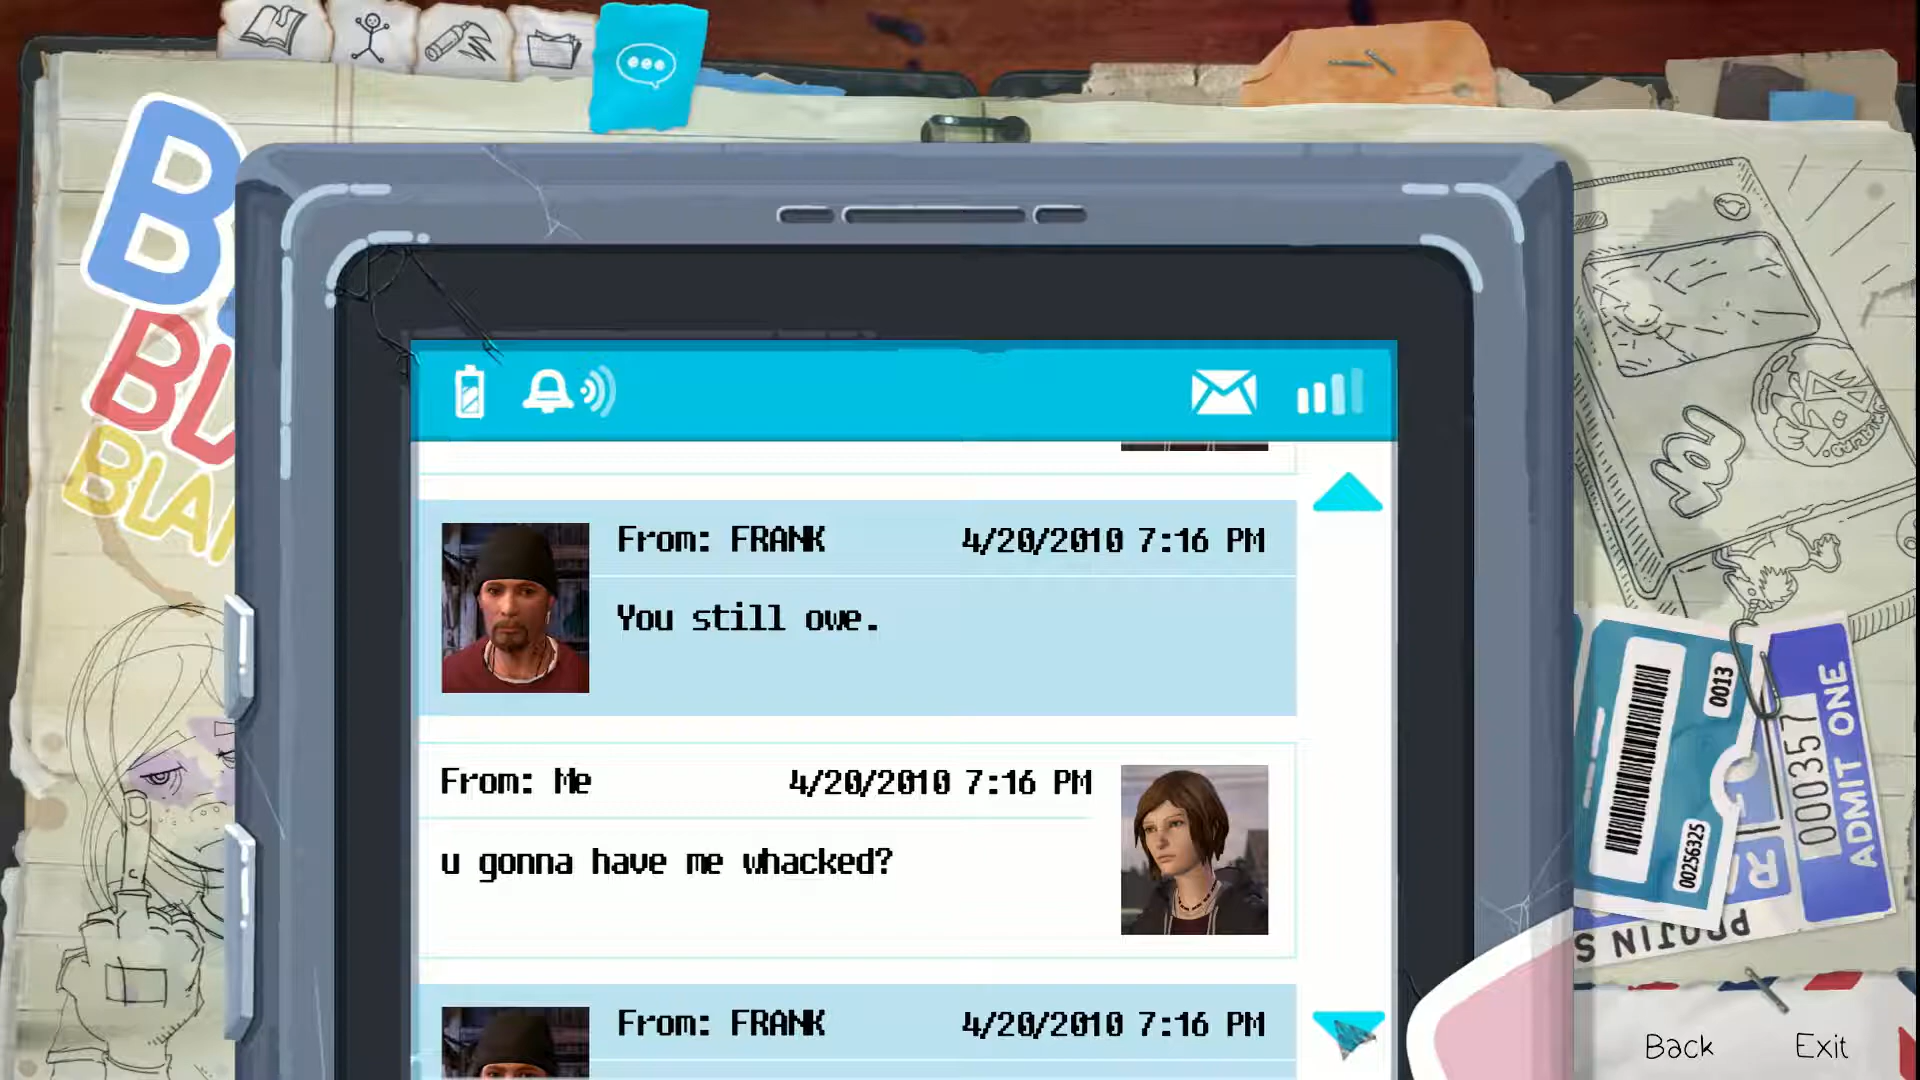 BLA
BLA
From: FRANK 4/20/2010 7:16 PM
You still owe.
From: Me 4/20/2010 7:16 PM
u gonna have me whacked?
From: FRANK 4/20/2010 7:16 PM
0013
00256325
000357
ADMIT ONE
Back Exit